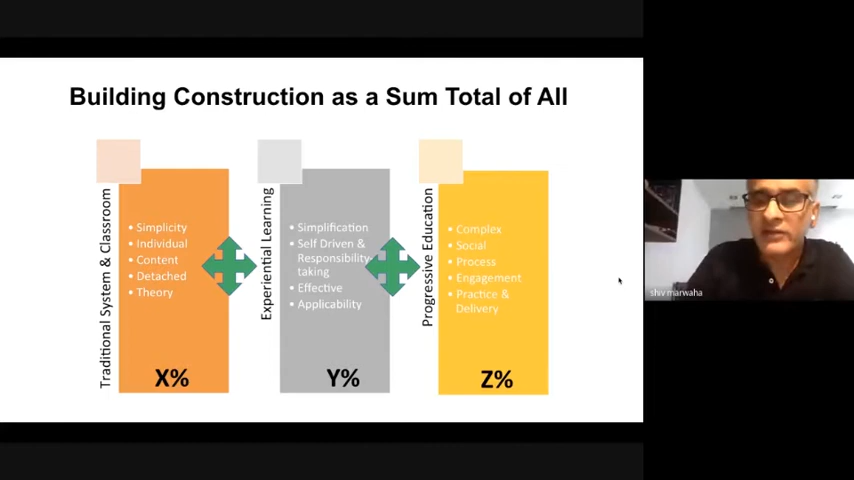 Building Construction as a Sum Total of All
Traditional System & Classroom
• Simplicity
• Individual
• Content
• Detached
• Theory
X%
Experiential Learning
• Simplification
• Self Driven &
Responsibility-
taking
• Effective
• Applicability
Y%
Progressive Education
• Complex
• Social
• Process
• Engagement
• Practice &
Delivery
Z%
shiv marwaha